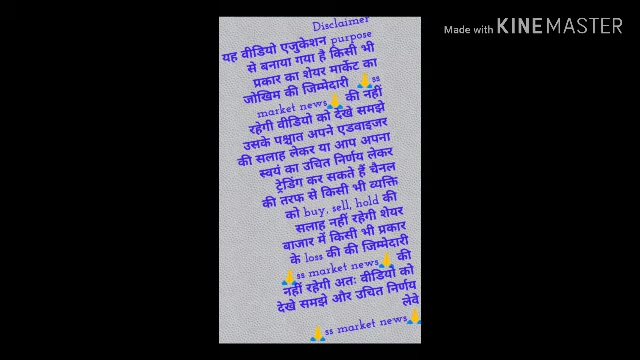 Made with KINEMASTER
Disclaimer
यह वीडियो एजुकेशन purpose
से बनाया गया है किसी भी
प्रकार का शेयर मार्केट का
जोखिम की जिम्मेदारी 🙏ss
market news🙏 की नहीं
रहेगी वीडियो को देखे समझे
उसके पश्चात अपने एडवाइजर
की सलाह लेकर या आप अपना
स्वयं का उचित निर्णय लेकर
ट्रेडिंग कर सकते हैं चैनल
की तरफ से किसी भी व्यक्ति
को buy, sell, hold की
सलाह नहीं रहेगी शेयर
बाजार में किसी भी प्रकार
के loss की की जिम्मेदारी
🙏ss market news🙏 की
नहीं रहेगी अतः वीडियो को
देखे समझे और उचित निर्णय
लेवे
🙏ss market news🙏